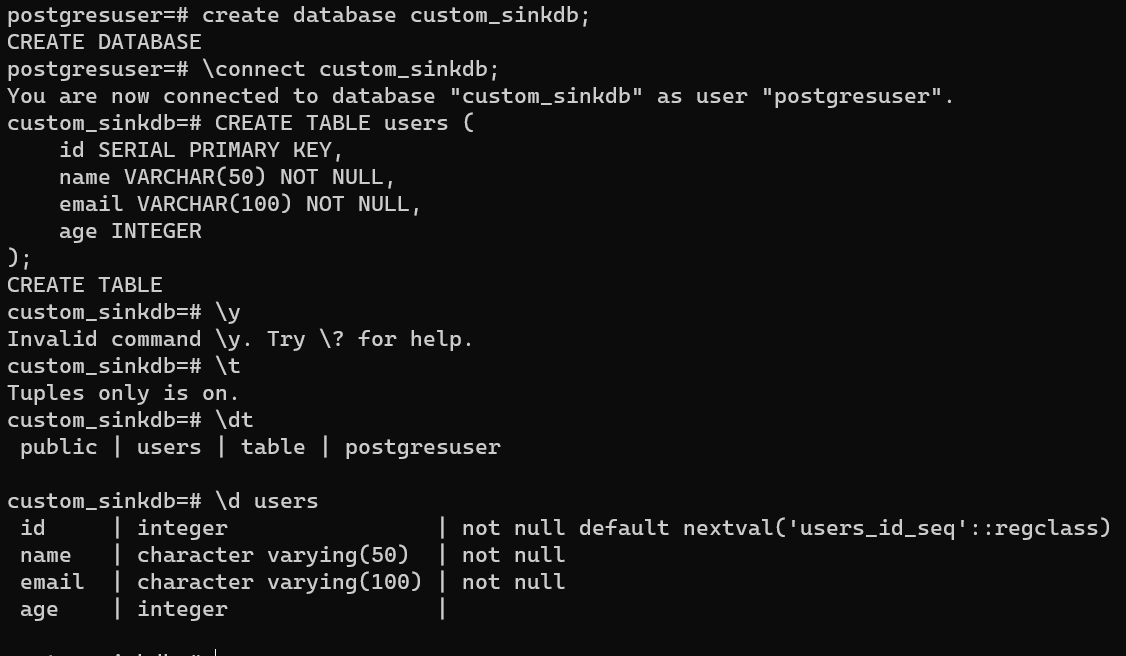 postgresuser=# create database custom_sinkdb;
CREATE DATABASE
postgresuser=# \connect custom_sinkdb;
You are now connected to database "custom_sinkdb" as user "postgresuser".
custom_sinkdb=# CREATE TABLE users (
    id SERIAL PRIMARY KEY,
    name VARCHAR(50) NOT NULL,
    email VARCHAR(100) NOT NULL,
    age INTEGER
);
CREATE TABLE
custom_sinkdb=# \y
Invalid command \y. Try \? for help.
custom_sinkdb=# \t
Tuples only is on.
custom_sinkdb=# \dt
 public | users | table | postgresuser

custom_sinkdb=# \d users
 id     | integer                | not null default nextval('users_id_seq'::regclass)
 name   | character varying(50)  | not null
 email  | character varying(100) | not null
 age    | integer                |